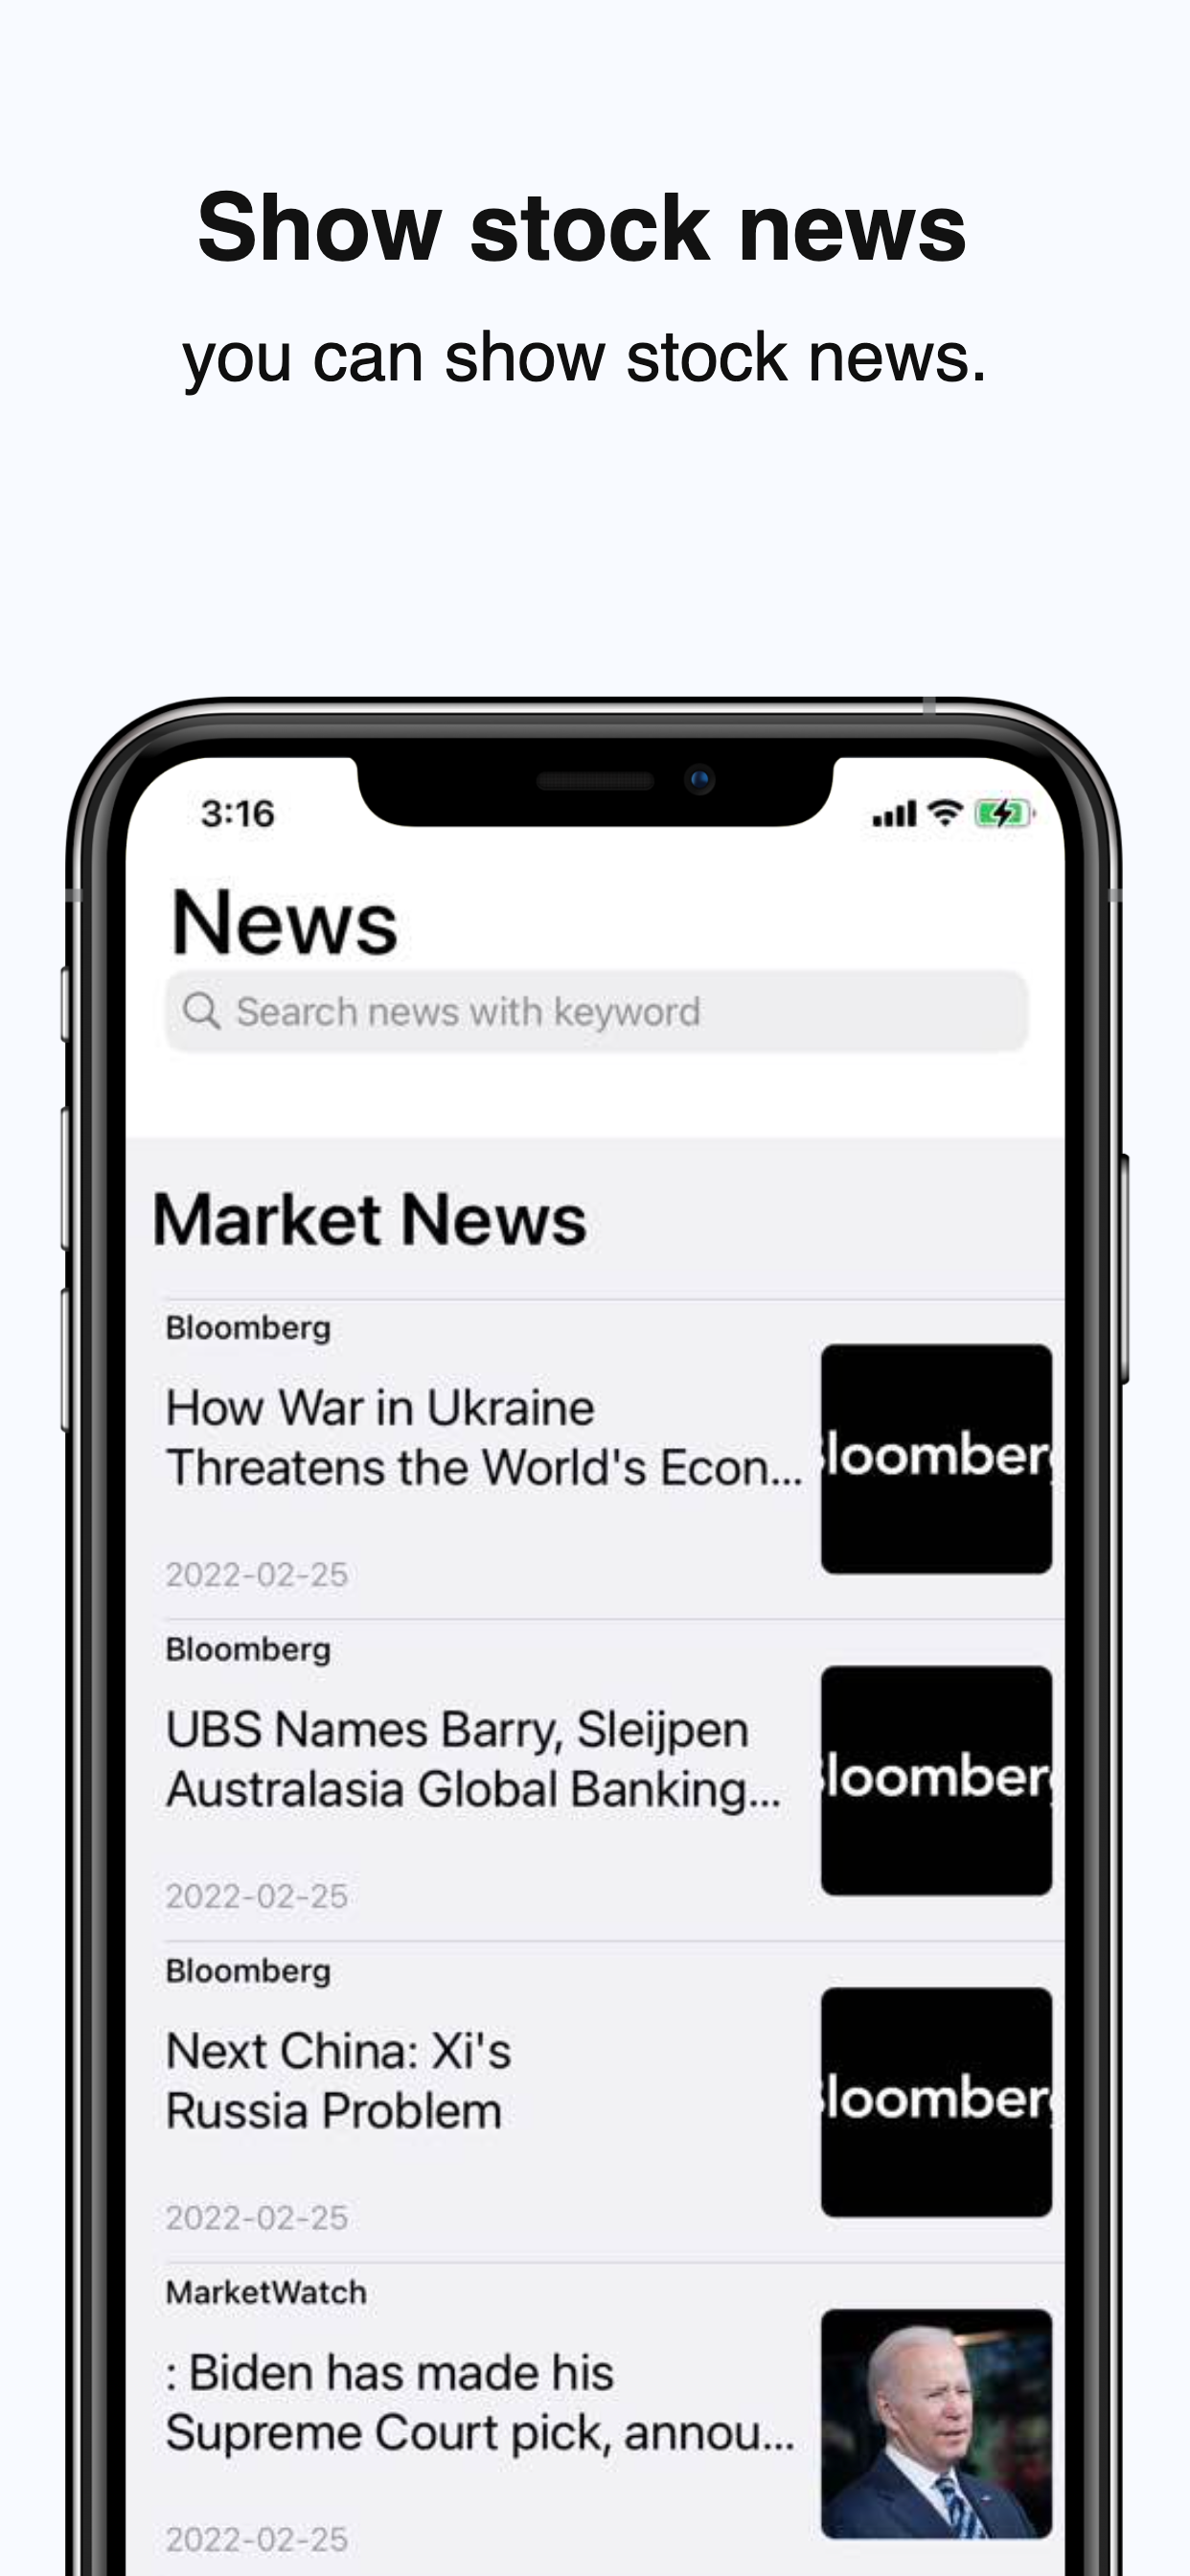 Show stock news
you can show stock news.
3:16
News
Search news with keyword
Market News
Bloomberg
How War in Ukraine
Threatens the World's Econ...
loomber
2022-02-25
Bloomberg
UBS Names Barry, Sleijpen
Australasia Global Banking...
loomber
2022-02-25
Bloomberg
Next China: Xi's
Russia Problem
loomber
2022-02-25
MarketWatch
: Biden has made his
Supreme Court pick, annou...
2022-02-25